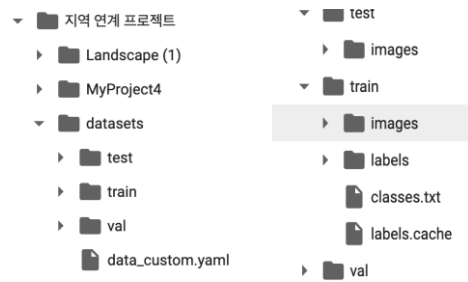 지역 연계 프로젝트
Landscape (1)
MyProject4
datasets
test
train
val
data_custom.yaml
test
images
train
images
labels
classes.txt
labels.cache
val